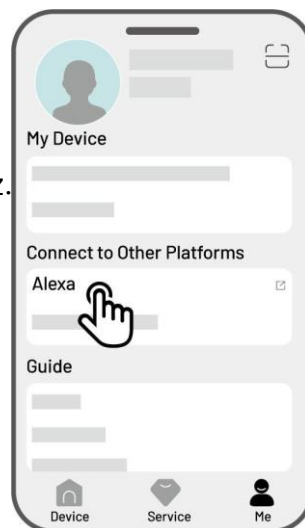 My Device
z.
Connect to Other Platforms
Alexa
Guide
Device Service Me